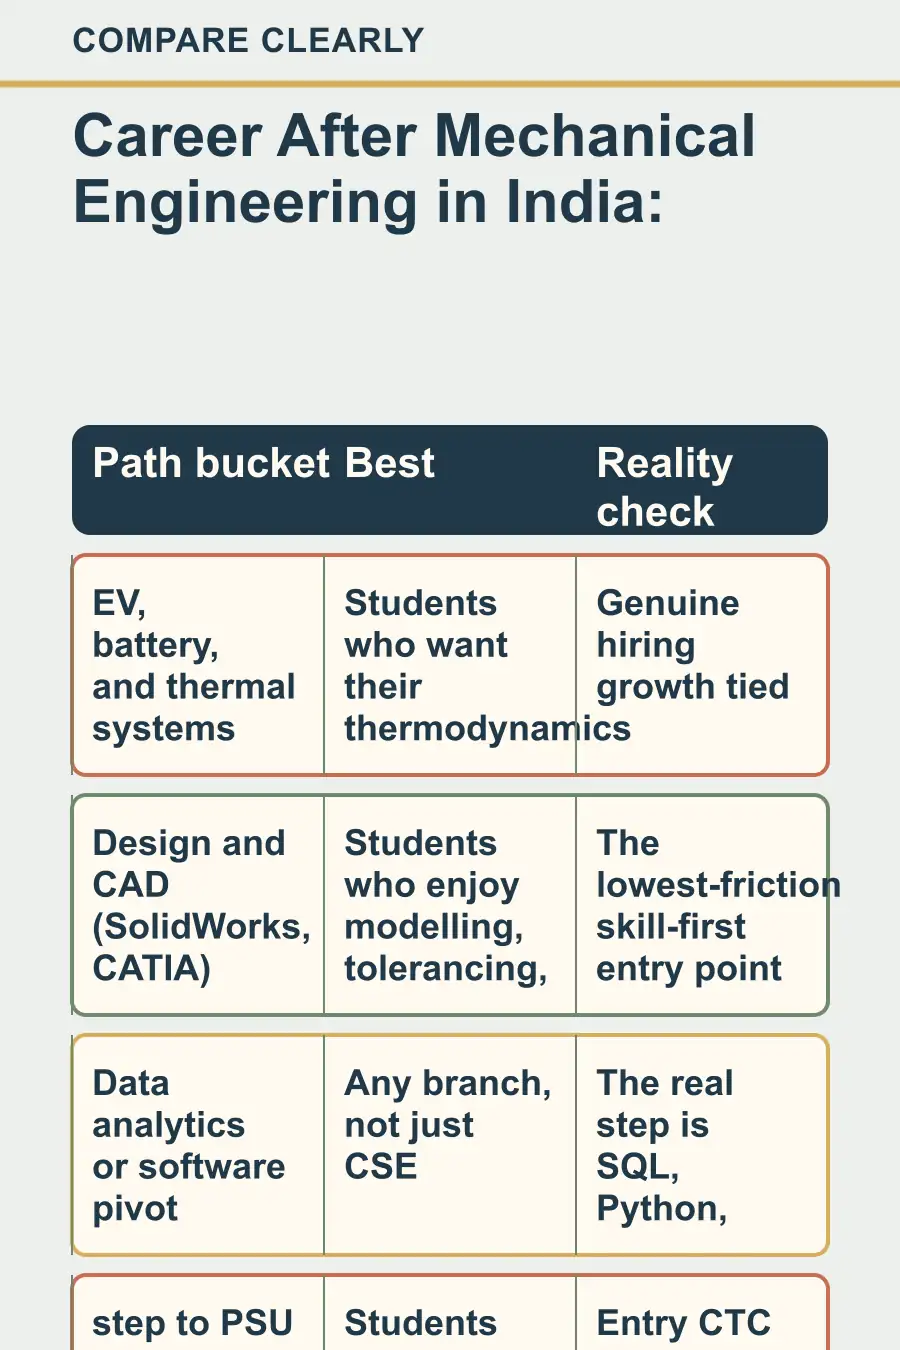 COMPARE CLEARLY
Career After Mechanical
Engineering in India:
Path bucket
Best
Reality
check
EV,
battery,
and thermal
systems
Students
who want
their
thermodynamics
Genuine
hiring
growth tied
Design and
CAD
(SolidWorks,
CATIA)
Students
who enjoy
modelling,
tolerancing,
The
lowest-friction
skill-first
entry point
Data
analytics
or software
pivot
Any branch,
not just
CSE
The real
step is
SQL,
Python,
step to PSU
Students
Entry CTC